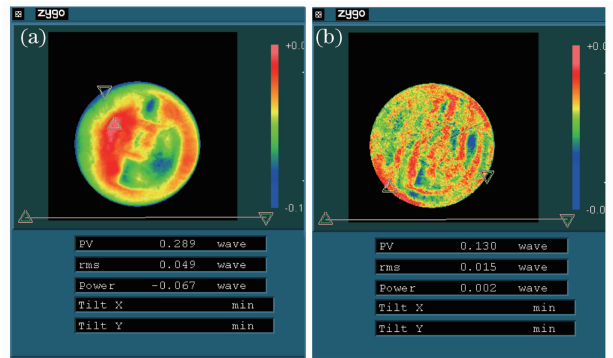 zygo
(a)
+0.
-0.1
PV 0.289 wave
rms 0.049 wave
Power -0.067 wave
Tilt X min
Tilt Y min
zygo
(b)
+0.0
-0.0
PV 0.130 wave
rms 0.015 wave
Power 0.002 wave
Tilt X min
Tilt Y min